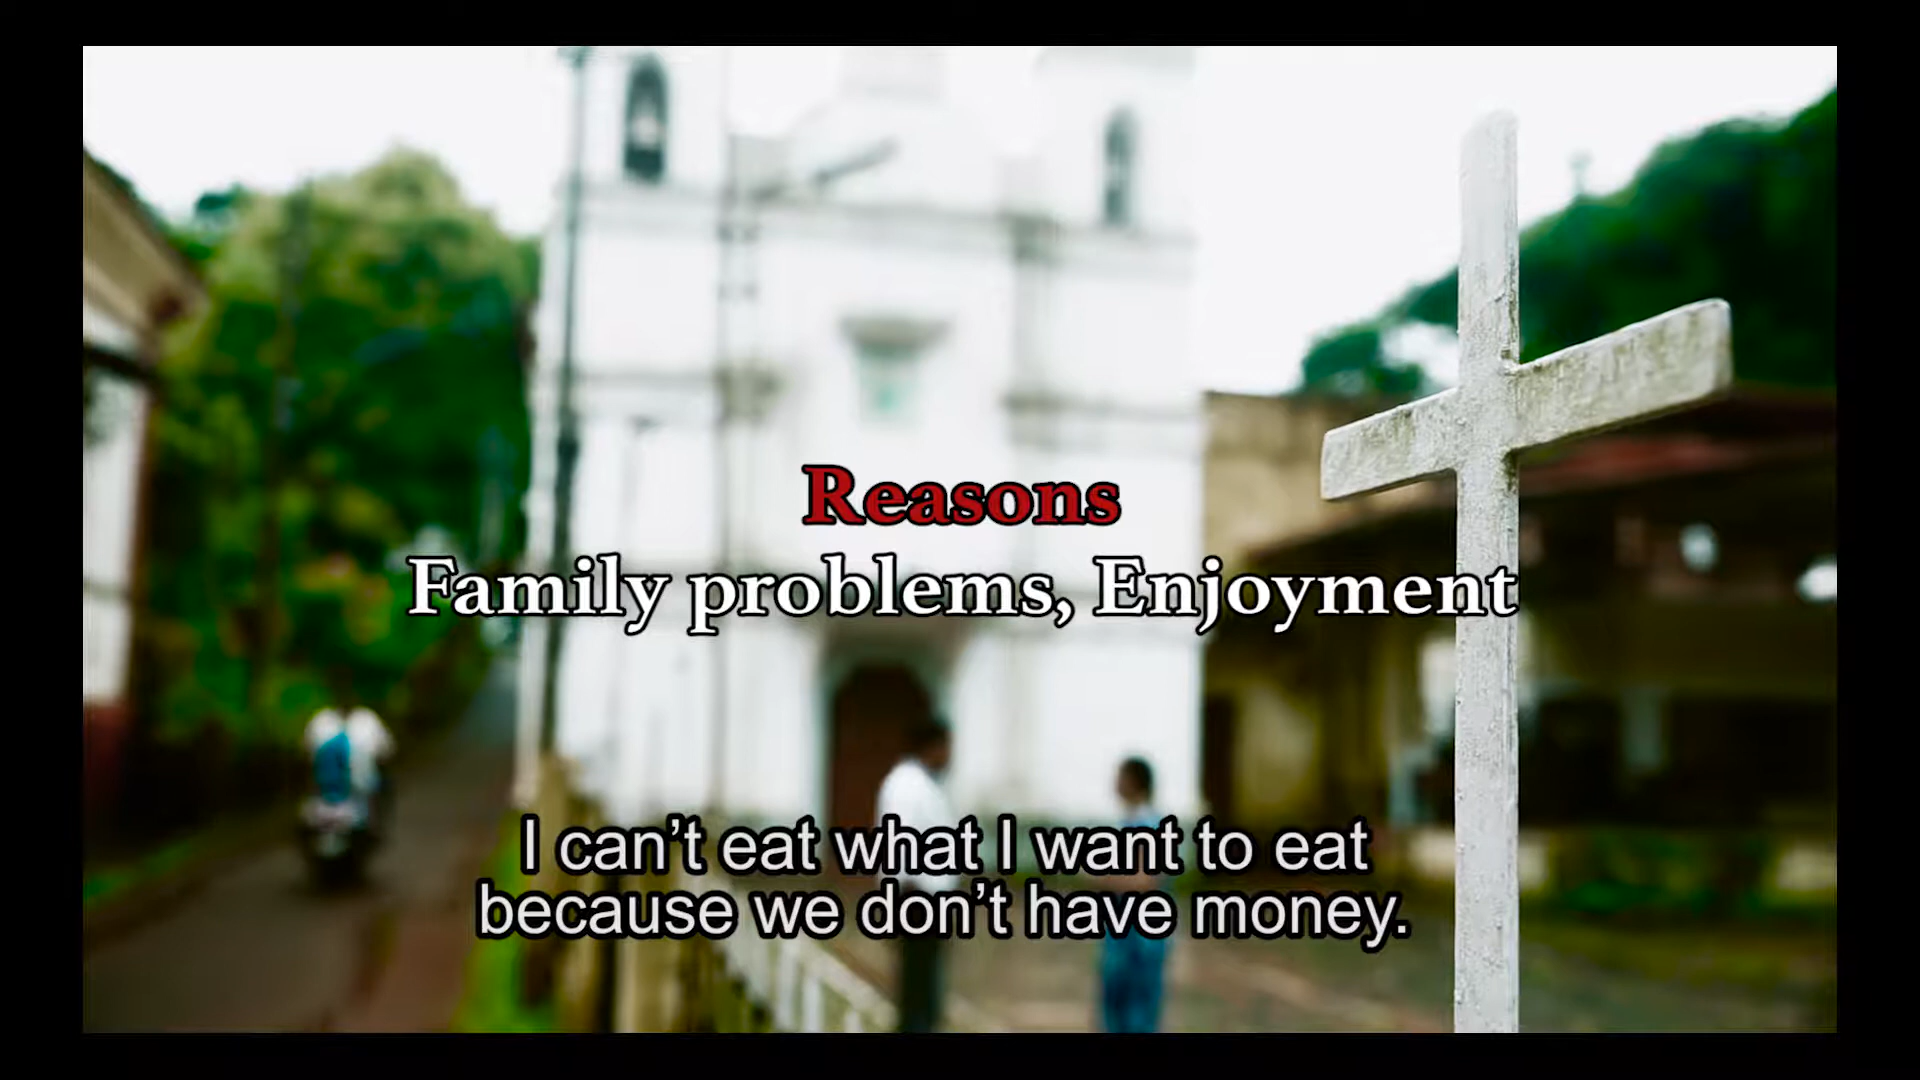 Reasons
Family problems, Enjoyment
I can’t eat what I want to eat
because we don’t have money.